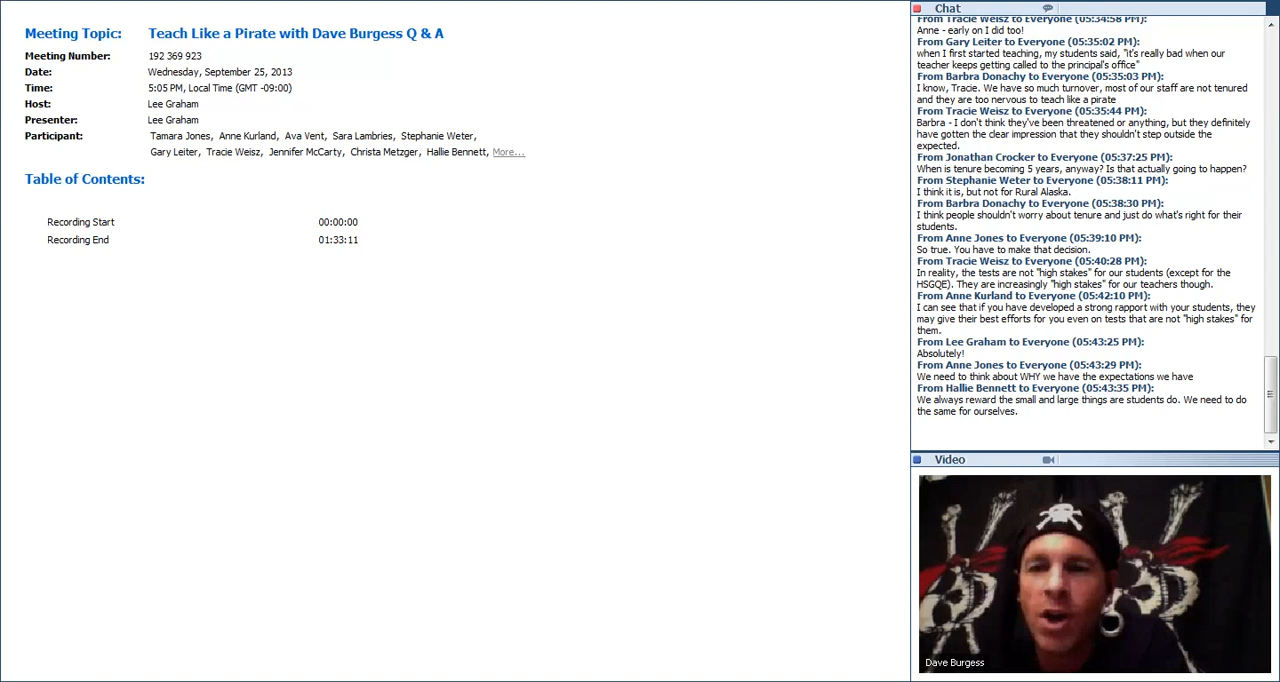 Meeting Topic: Teach Like a Pirate with Dave Burgess Q & A
Meeting Number: 192 369 923
Date: Wednesday, September 25, 2013
Time: 5:05 PM, Local Time (GMT -09:00)
Host: Lee Graham
Presenter: Lee Graham
Participant: Tamara Jones, Anne Kurland, Ava Vent, Sara Lambries, Stephanie Weter,
Gary Leiter, Tracie Weisz, Jennifer McCarty, Christa Metzger, Hallie Bennett, More...
Table of Contents:
Recording Start 00:00:00
Recording End 01:33:11
Chat
From Tracie Weisz to Everyone (05:34:58 PM):
Anne - early on I did too!
From Gary Leiter to Everyone (05:35:02 PM):
when I first started teaching, my students said, "it's really bad when our
teacher keeps getting called to the principal's office"
From Barbra Donachy to Everyone (05:35:03 PM):
I know, Tracie. We have so much turnover, most of our staff are not tenured
and they are too nervous to teach like a pirate
From Tracie Weisz to Everyone (05:35:44 PM):
Barbra - I don't think they've been threatened or anything, but they definitely
have gotten the clear impression that they shouldn't step outside the
expected.
From Jonathan Crocker to Everyone (05:37:25 PM):
When is tenure becoming 5 years, anyway? Is that actually going to happen?
From Stephanie Weter to Everyone (05:38:11 PM):
I think it is, but not for Rural Alaska.
From Barbra Donachy to Everyone (05:38:30 PM):
I think people shouldn't worry about tenure and just do what's right for their
students.
From Anne Jones to Everyone (05:39:10 PM):
So true. You have to make that decision.
From Tracie Weisz to Everyone (05:40:28 PM):
In reality, the tests are not "high stakes" for our students (except for the
HSGQE). They are increasingly "high stakes" for our teachers though.
From Anne Kurland to Everyone (05:42:10 PM):
I can see that if you have developed a strong rapport with your students, they
may give their best efforts for you even on tests that are not "high stakes" for
them.
From Lee Graham to Everyone (05:43:25 PM):
Absolutely!
From Anne Jones to Everyone (05:43:29 PM):
We need to think about WHY we have the expectations we have
From Hallie Bennett to Everyone (05:43:35 PM):
We always reward the small and large things are students do. We need to do
the same for ourselves.
Video
Dave Burgess